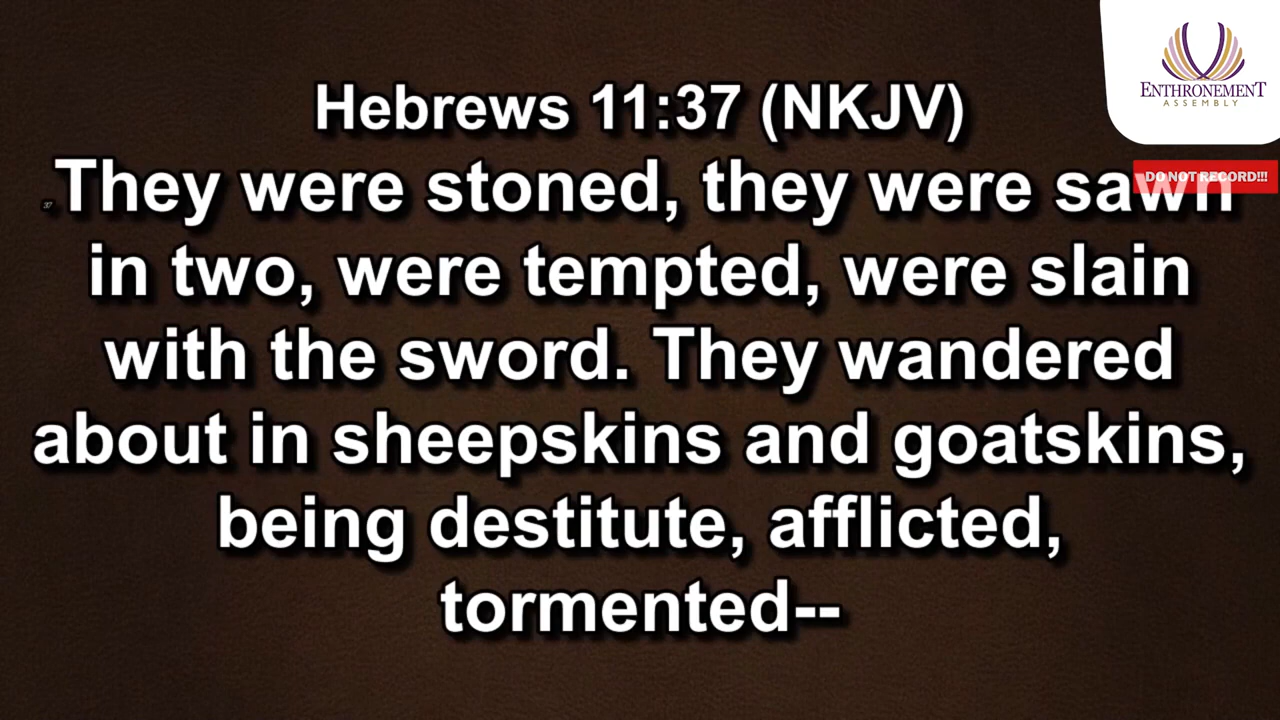 ENTHRONEMENT
ASSEMBLY
Hebrews 11:37 (NKJV)
DO NOT RECORD!!!
37 They were stoned, they were sawn
in two, were tempted, were slain
with the sword. They wandered
about in sheepskins and goatskins,
being destitute, afflicted,
tormented--